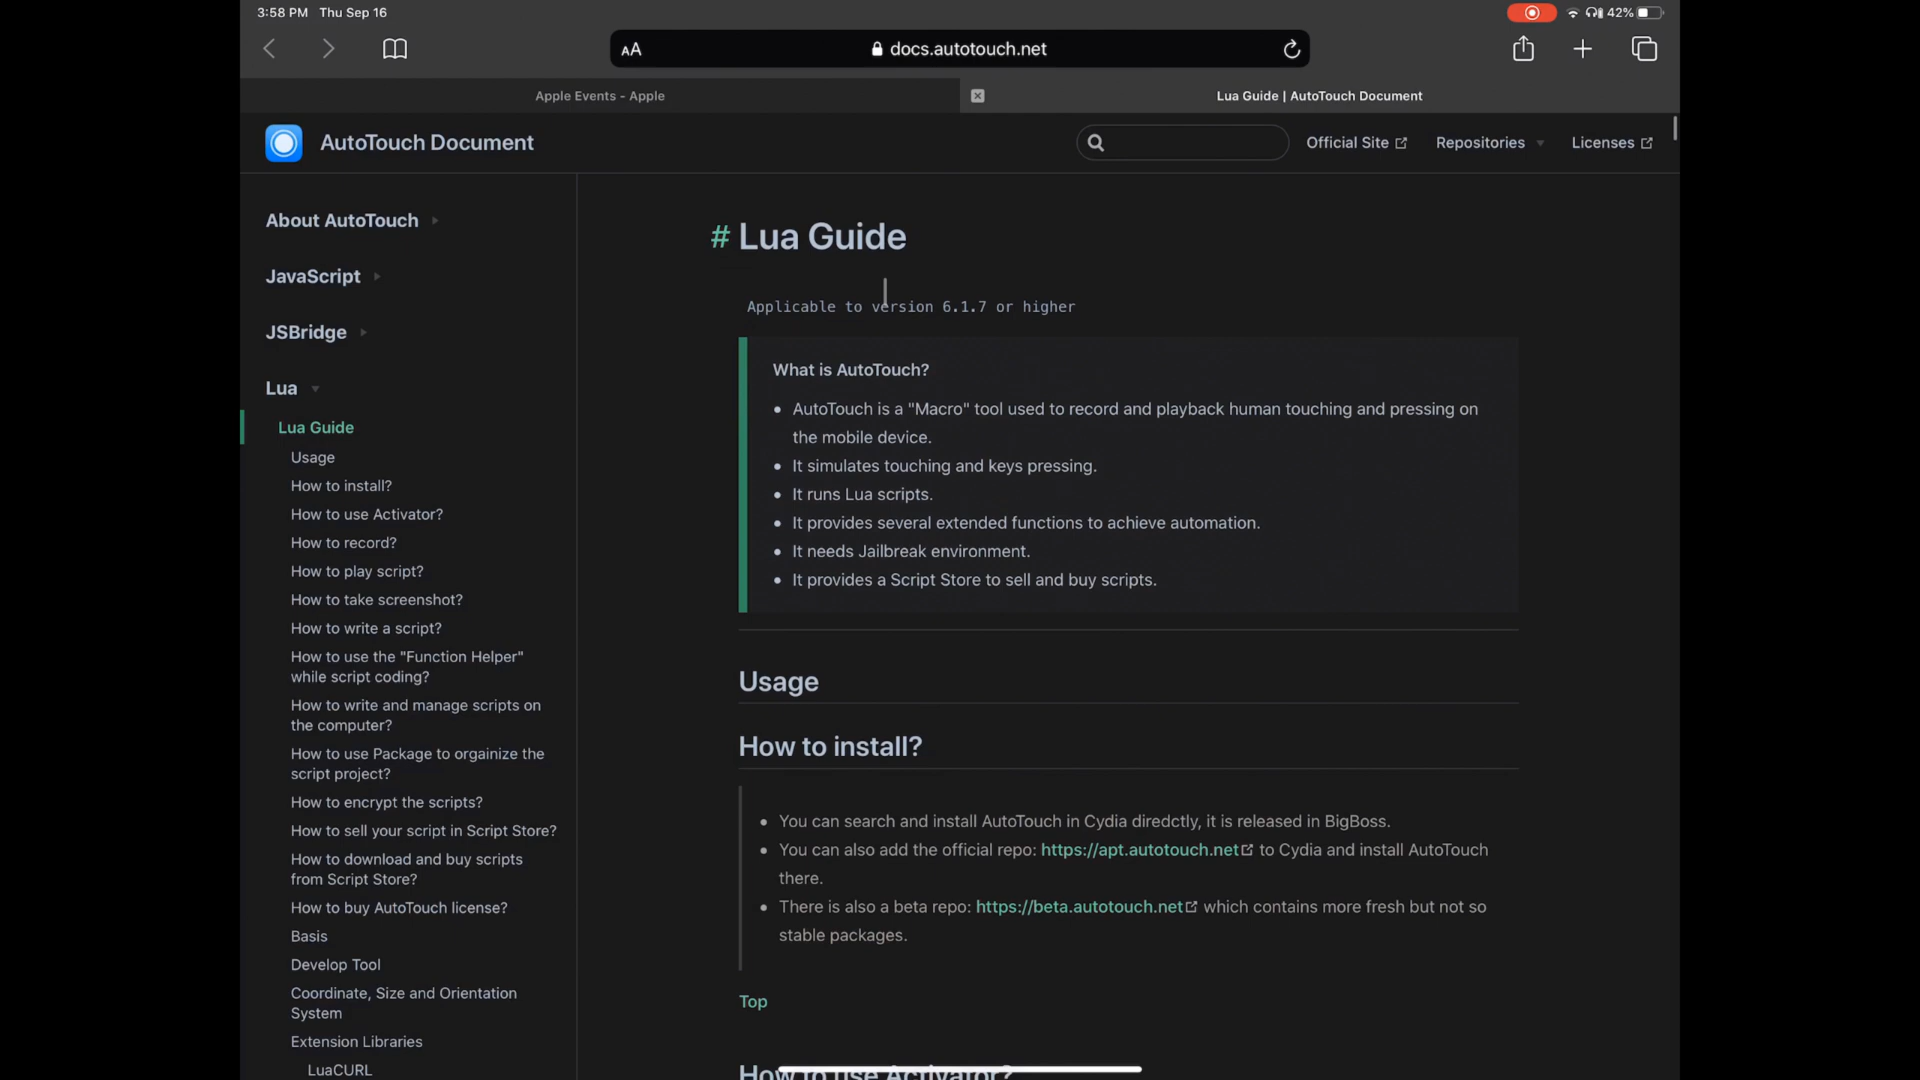 3:58 PM Thu Sep 16
42%
AA
docs.autotouch.net
Apple Events - Apple
Lua Guide | AutoTouch Document
AutoTouch Document
Official Site
Repositories
Licenses
About AutoTouch
JavaScript
JSBridge
Lua
Lua Guide
Usage
How to install?
How to use Activator?
How to record?
How to play script?
How to take screenshot?
How to write a script?
How to use the "Function Helper"
while script coding?
How to write and manage scripts on
the computer?
How to use Package to orgainize the
script project?
How to encrypt the scripts?
How to sell your script in Script Store?
How to download and buy scripts
from Script Store?
How to buy AutoTouch license?
Basis
Develop Tool
Coordinate, Size and Orientation
System
Extension Libraries
LuaCURL
# Lua Guide
Applicable to version 6.1.7 or higher
What is AutoTouch?
• AutoTouch is a "Macro" tool used to record and playback human touching and pressing on
the mobile device.
• It simulates touching and keys pressing.
• It runs Lua scripts.
• It provides several extended functions to achieve automation.
• It needs Jailbreak environment.
• It provides a Script Store to sell and buy scripts.
Usage
How to install?
• You can search and install AutoTouch in Cydia diredctly, it is released in BigBoss.
• You can also add the official repo: https://apt.autotouch.net to Cydia and install AutoTouch
there.
• There is also a beta repo: https://beta.autotouch.net which contains more fresh but not so
stable packages.
Top
How to use Activator?